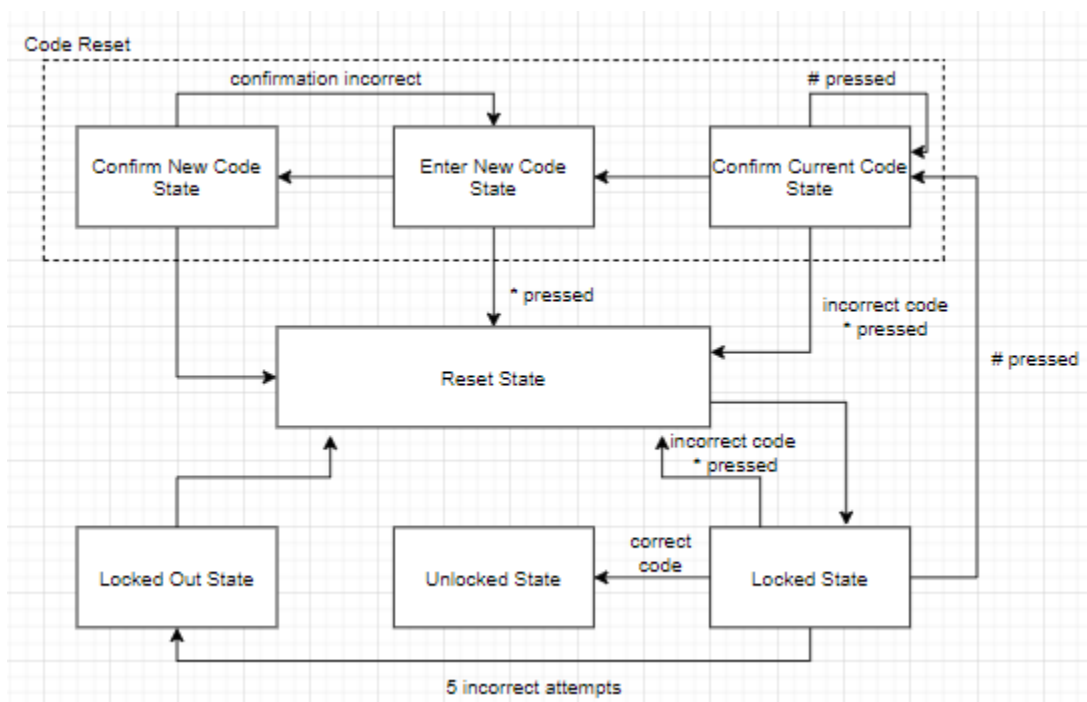 Code Reset
confirmation incorrect
# pressed
Confirm New Code
State
Enter New Code
State
Confirm Current Code
State
* pressed
incorrect code
* pressed
# pressed
Reset State
incorrect code
* pressed
Locked Out State
Unlocked State
correct
code
Locked State
5 incorrect attempts